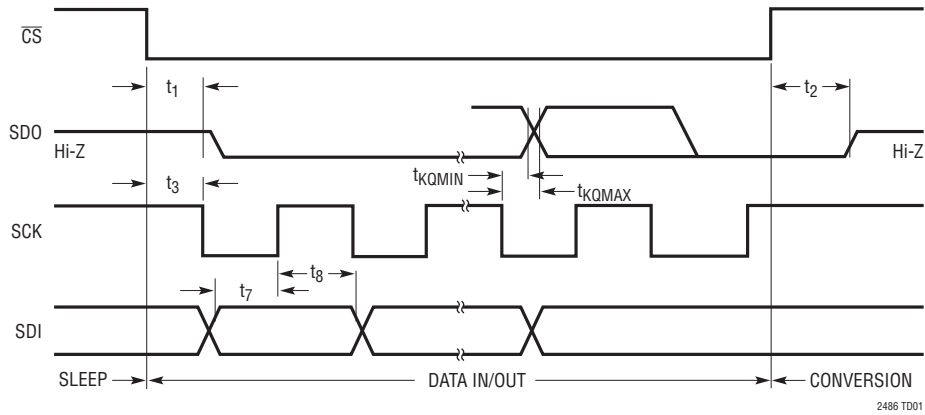 CS
t1
t2
SDO
Hi-Z
Hi-Z
t3
tKQMIN
tKQMAX
SCK
t7
t8
SDI
SLEEP
DATA IN/OUT
CONVERSION
2486 TD01